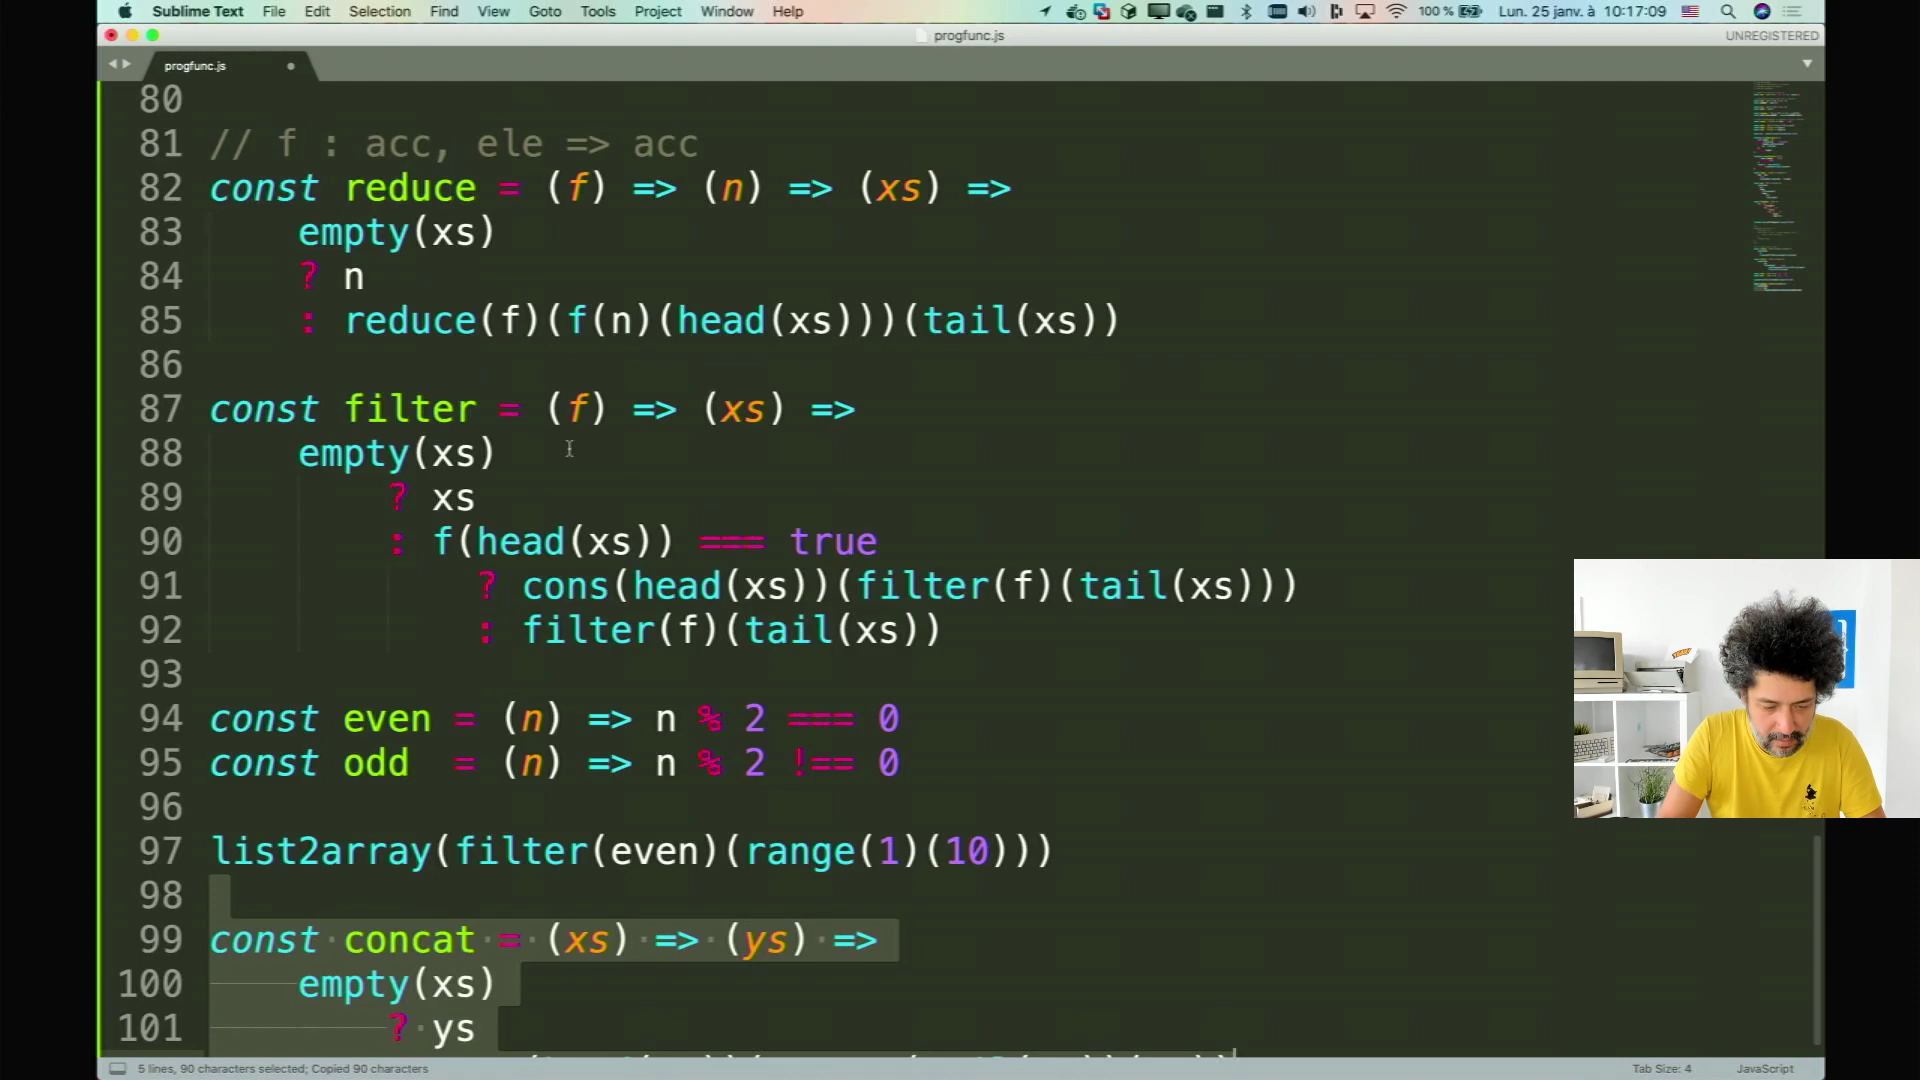 Sublime Text File Edit Selection Find View Goto Tools Project Window Help 100 % Lun. 25 janv. à 10:17:09
progfunc.js UNREGISTERED
progfunc.js
80
81 // f : acc, ele => acc
82 const reduce = (f) => (n) => (xs) =>
83 empty(xs)
84 ? n
85 : reduce(f)(f(n)(head(xs)))(tail(xs))
86
87 const filter = (f) => (xs) =>
88 empty(xs)
89 ? xs
90 : f(head(xs)) === true
91 ? cons(head(xs))(filter(f)(tail(xs)))
92 : filter(f)(tail(xs))
93
94 const even = (n) => n % 2 === 0
95 const odd = (n) => n % 2 !== 0
96
97 list2array(filter(even)(range(1)(10)))
98
99 const concat = (xs) => (ys) =>
100 empty(xs)
101 ? ys
5 lines, 90 characters selected; Copied 90 characters Tab Size: 4 JavaScript